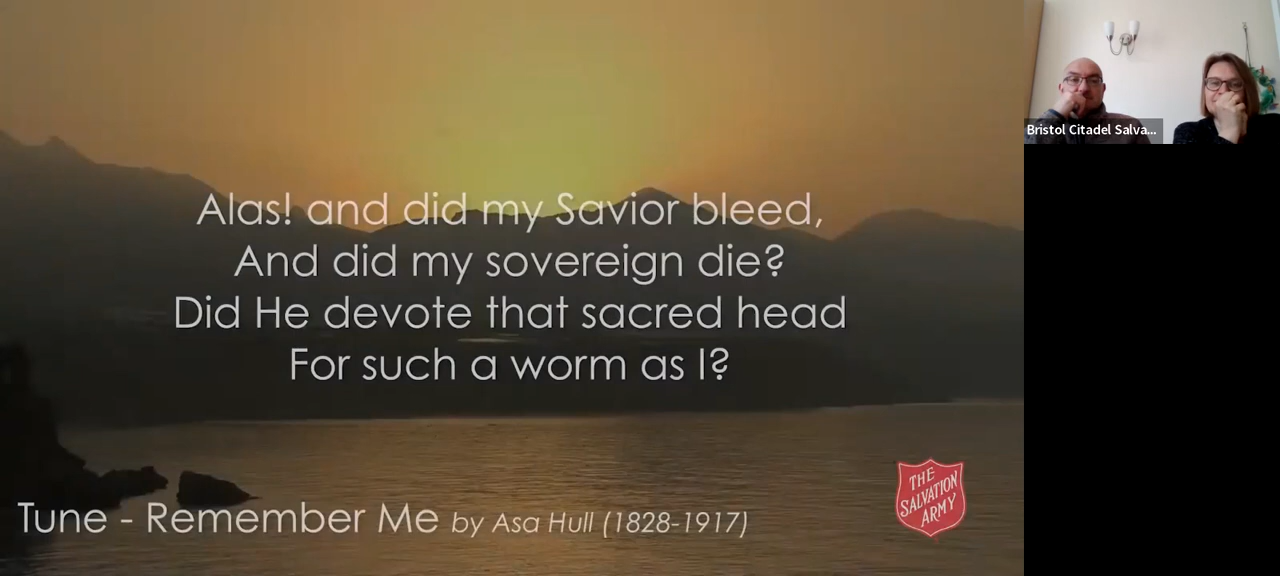 Alas! and did my Savior bleed,
And did my sovereign die?
Did He devote that sacred head
For such a worm as I?
Tune - Remember Me by Asa Hull (1828-1917)
THE
SALVATION
ARMY
Bristol Citadel Salva...